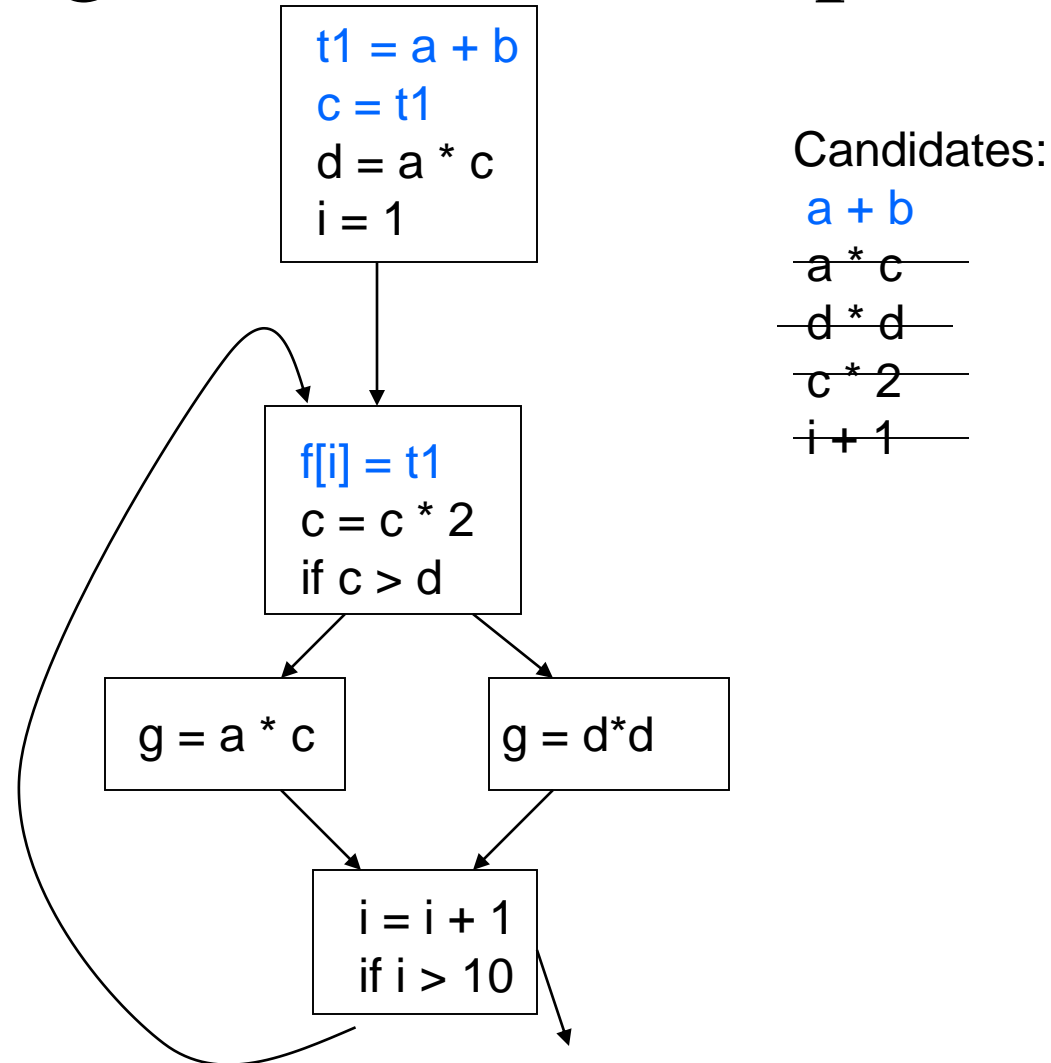 t1 = a + b
c = t1
d = a * c
i = 1
Candidates:
a + b
a * c
d * d
c * 2
i + 1
f[i] = t1
c = c * 2
if c > d
g = a * c
g = d*d
i = i + 1
if i > 10